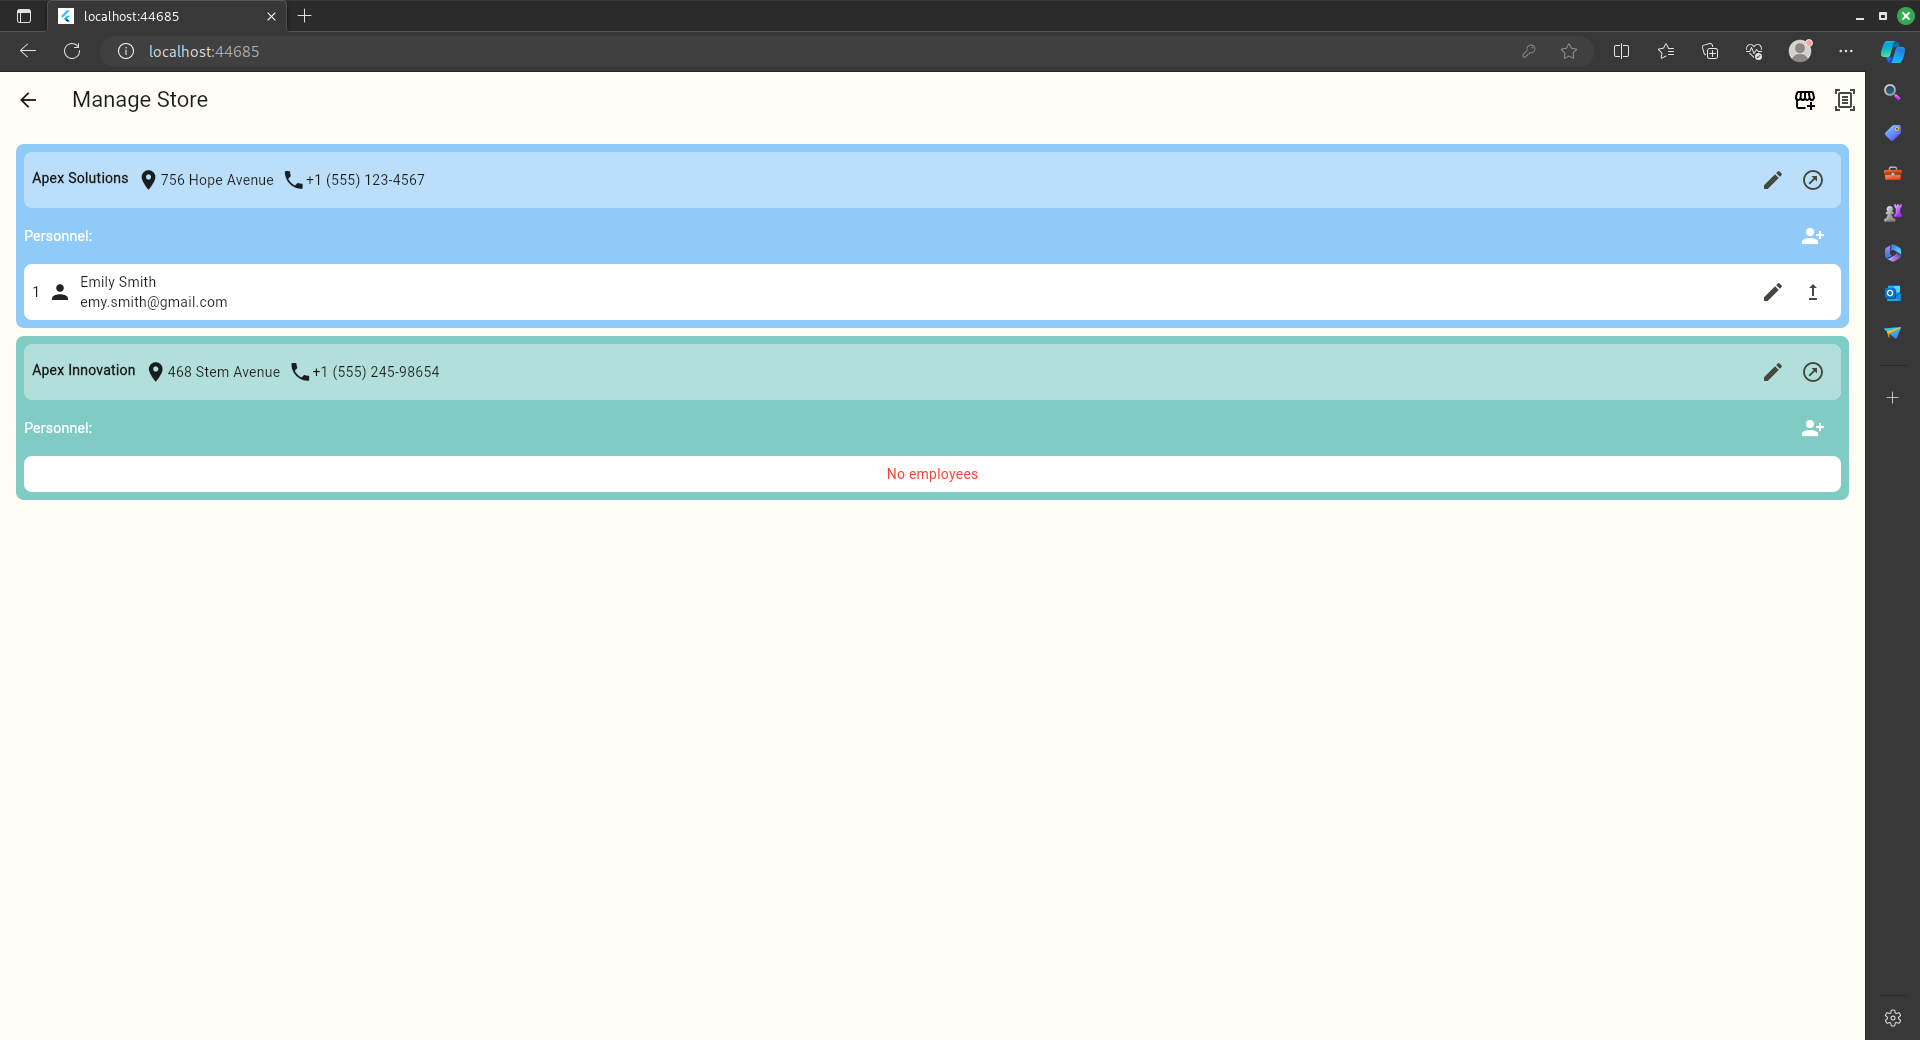 localhost:44685
localhost:44685
Manage Store
Apex Solutions 756 Hope Avenue +1 (555) 123-4567
Personnel:
1 Emily Smith
emy.smith@gmail.com
Apex Innovation 468 Stem Avenue +1 (555) 245-98654
Personnel:
No employees